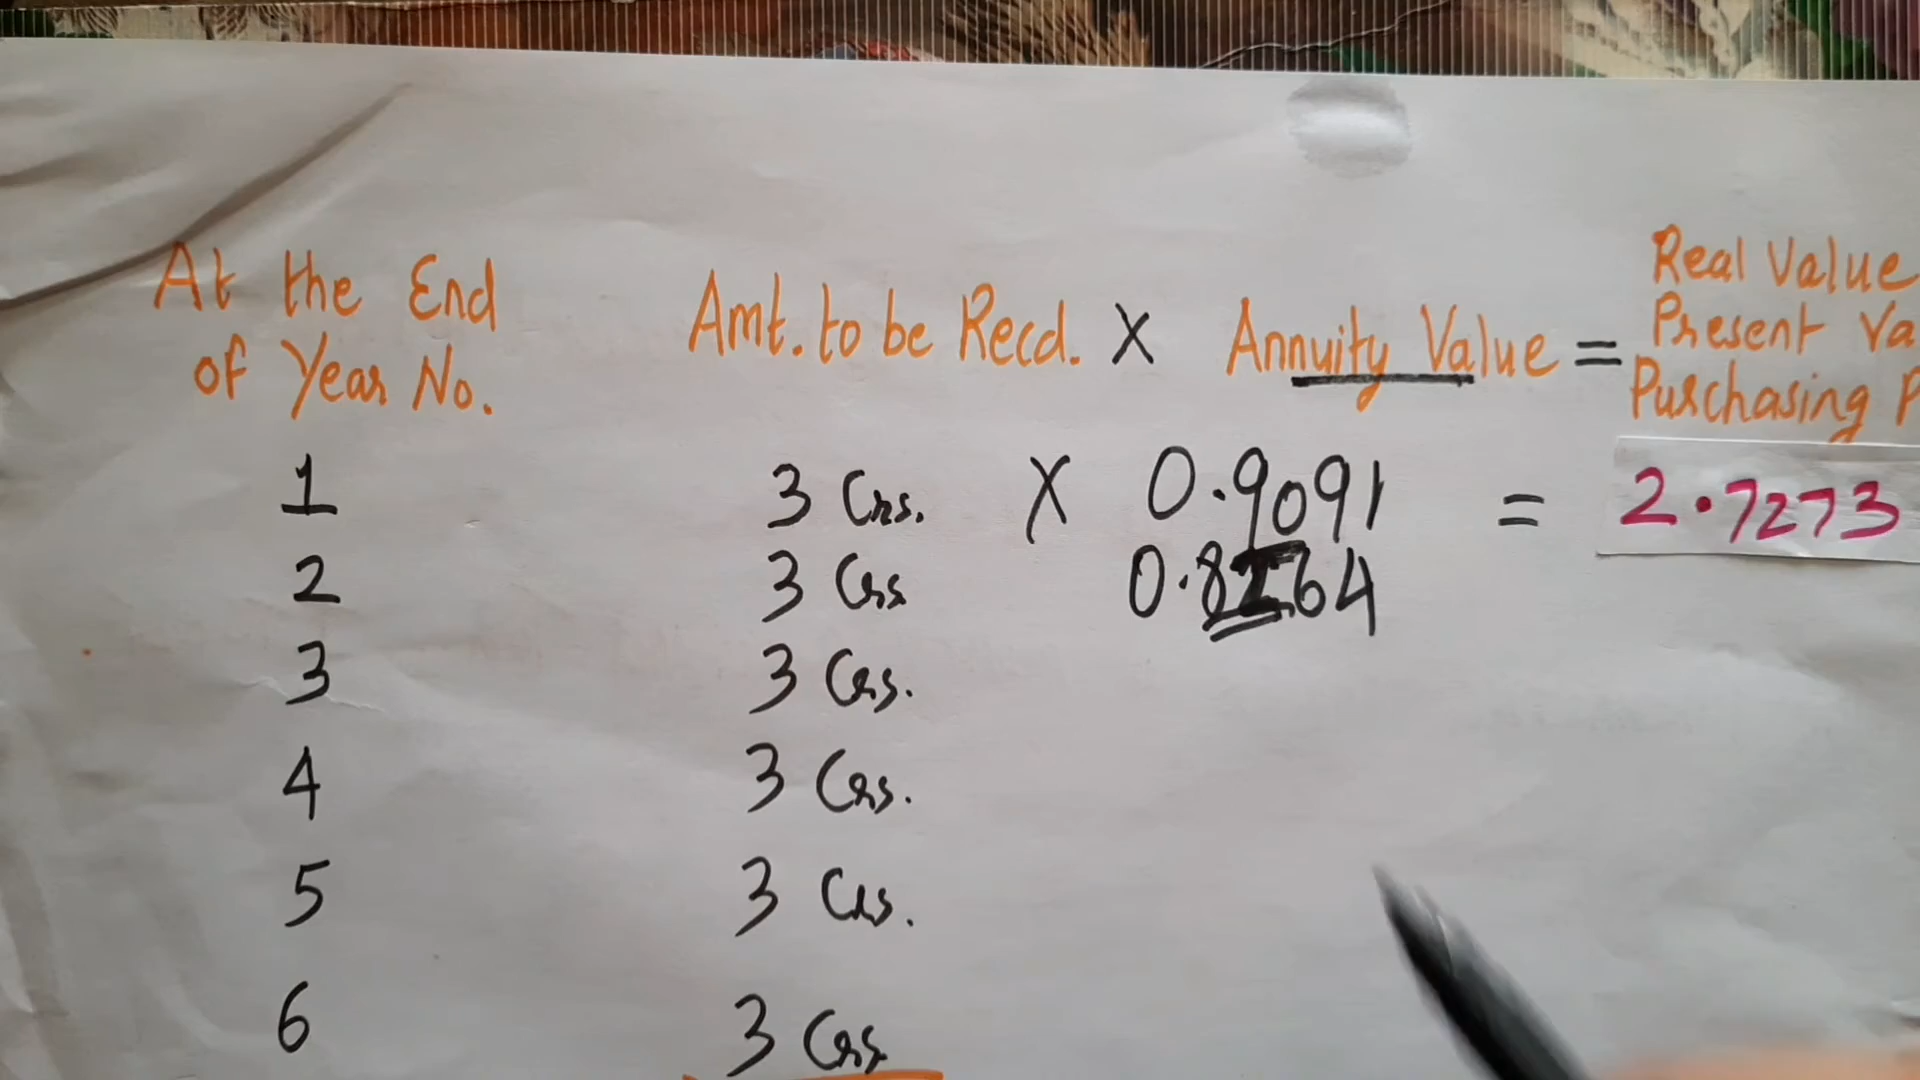 At the End
of Year No.
Amt. to be Recd. X Annuity Value =
Real Value
Present Va
Purchasing P
1 3 Crs. X 0.9091 = 2.7273
2 3 Crs 0.8264
3 3 Crs.
4 3 Crs.
5 3 Crs.
6 3 Crs.